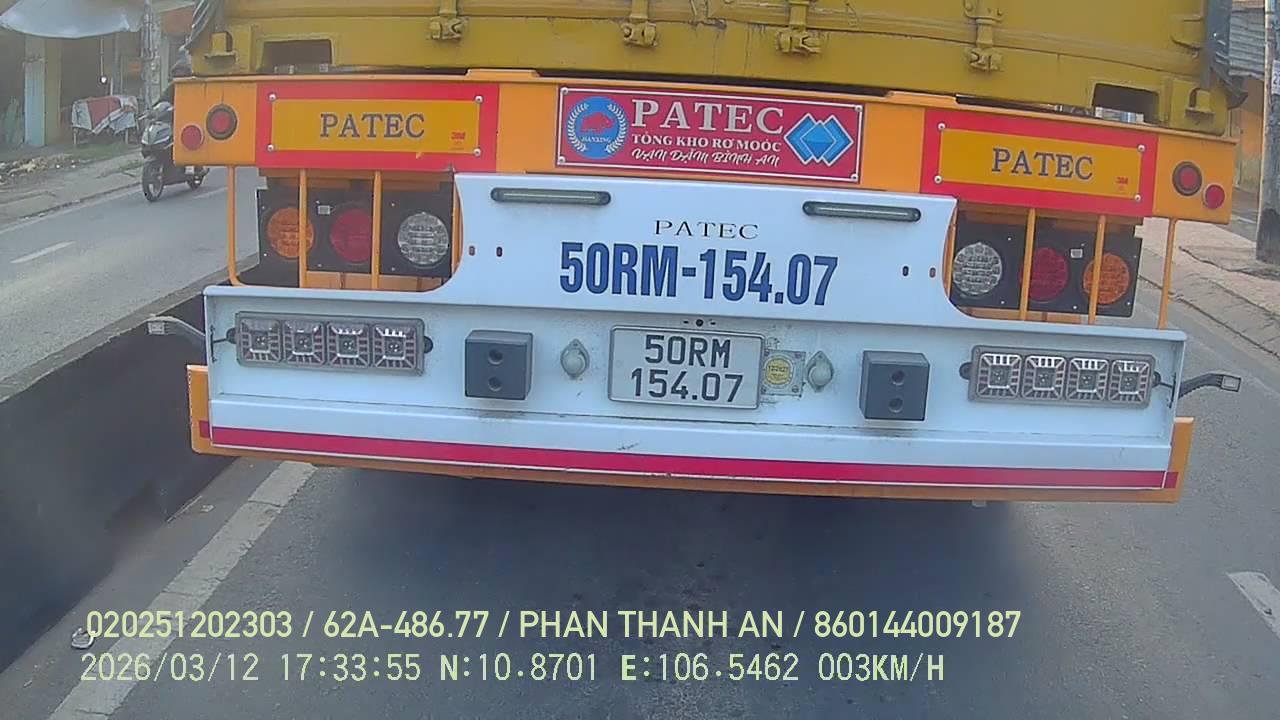 PATEC
PATEC
TỔNG KHO RƠ MOÓC
VẠN DẶM BÌNH AN
HANXING
PATEC
PATEC
50RM-154.07
50RM
154.07
020251202303 / 62A-486.77 / PHAN THANH AN / 860144009187
2026/03/12 17:33:55 N:10.8701 E:106.5462 003KM/H